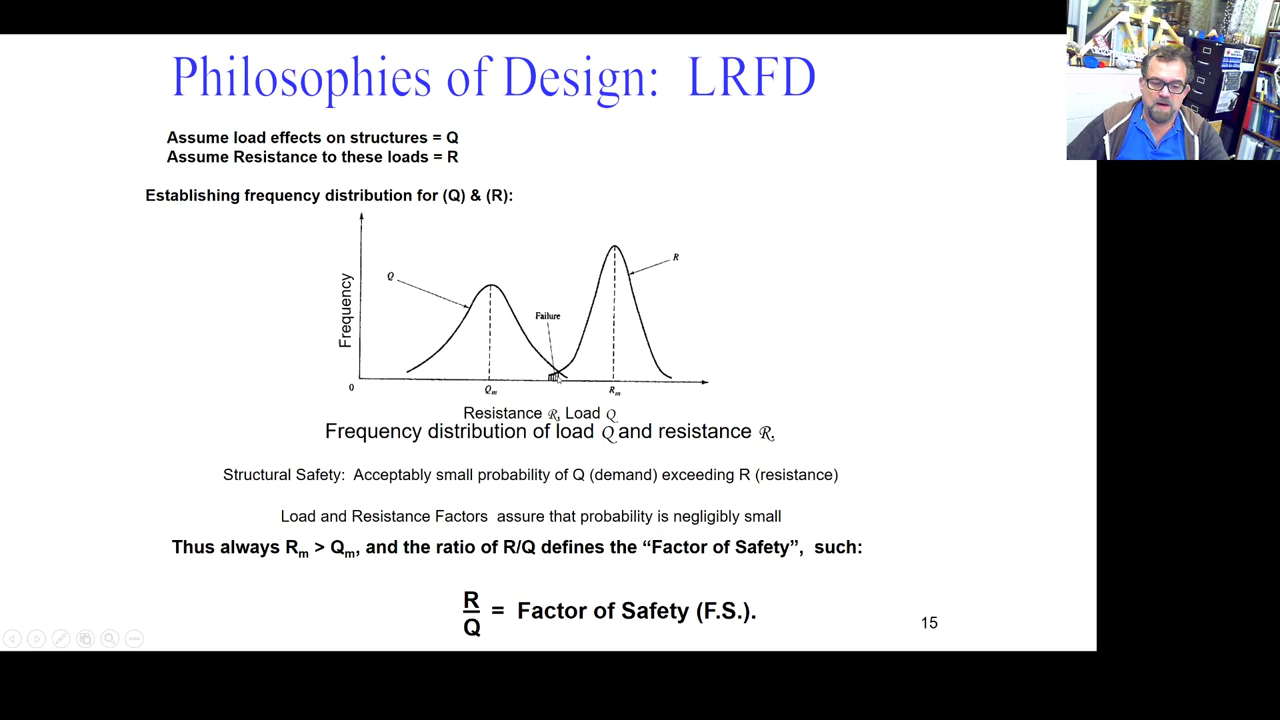 Philosophies of Design: LRFD
Assume load effects on structures = Q
Assume Resistance to these loads = R
Establishing frequency distribution for (Q) & (R):
Frequency
Q
R
Failure
0
Qm
Rm
Resistance R, Load Q
Frequency distribution of load Q and resistance R.
Structural Safety: Acceptably small probability of Q (demand) exceeding R (resistance)
Load and Resistance Factors assure that probability is negligibly small
Thus always Rm > Qm, and the ratio of R/Q defines the “Factor of Safety”, such:
R
Q
= Factor of Safety (F.S.).
15